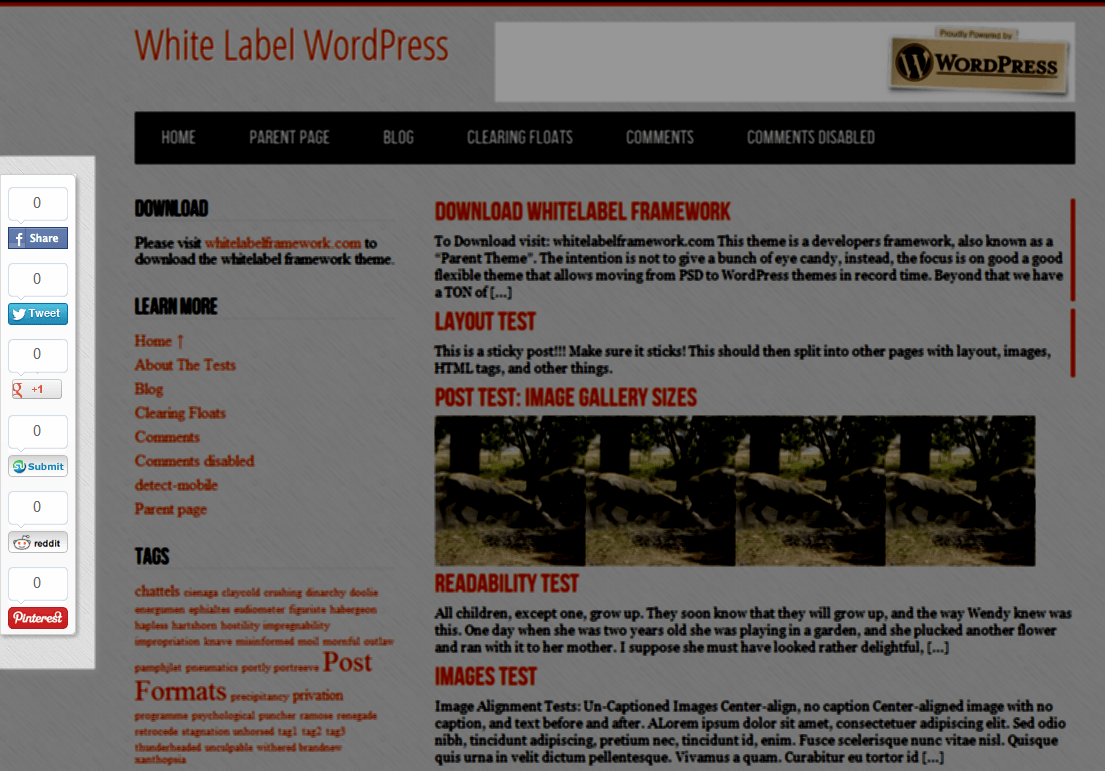 White Label WordPress
Proudly Powered by
WORDPRESS
HOME PARENT PAGE BLOG CLEARING FLOATS COMMENTS COMMENTS DISABLED
0
Share
0
Tweet
0
+1
0
Submit
0
reddit
0
Pinterest
DOWNLOAD
Please visit whitelabelframework.com to
download the whitelabel framework theme.
LEARN MORE
Home ↑
About The Tests
Blog
Clearing Floats
Comments
Comments disabled
detect-mobile
Parent page
TAGS
chattels cienaga claycold crushing dinarchy doolie
energumen ephialtes eudiometer figuriste habergeon
hapless hartshorn hostility impregnability
impropriation knave misinformed moil mornful outlaw
pamphjlet pneumatics portly portreeve Post
Formats precipitancy privation
programme psychological puncher ramose renegade
retrocede stagnation unhorsed tag1 tag2 tag3
thunderheaded unculpable withered brandnew
xanthopsia
DOWNLOAD WHITELABEL FRAMEWORK
To Download visit: whitelabelframework.com This theme is a developers framework, also known as a
“Parent Theme”. The intention is not to give a bunch of eye candy, instead, the focus is on good a good
flexible theme that allows moving from PSD to WordPress themes in record time. Beyond that we have
a TON of [...]
LAYOUT TEST
This is a sticky post!!! Make sure it sticks! This should then split into other pages with layout, images,
HTML tags, and other things.
POST TEST: IMAGE GALLERY SIZES
READABILITY TEST
All children, except one, grow up. They soon know that they will grow up, and the way Wendy knew was
this. One day when she was two years old she was playing in a garden, and she plucked another flower
and ran with it to her mother. I suppose she must have looked rather delightful, [...]
IMAGES TEST
Image Alignment Tests: Un-Captioned Images Center-align, no caption Center-aligned image with no
caption, and text before and after. ALorem ipsum dolor sit amet, consectetuer adipiscing elit. Sed odio
nibh, tincidunt adipiscing, pretium nec, tincidunt id, enim. Fusce scelerisque nunc vitae nisl. Quisque
quis urna in velit dictum pellentesque. Vivamus a quam. Curabitur eu tortor id [...]